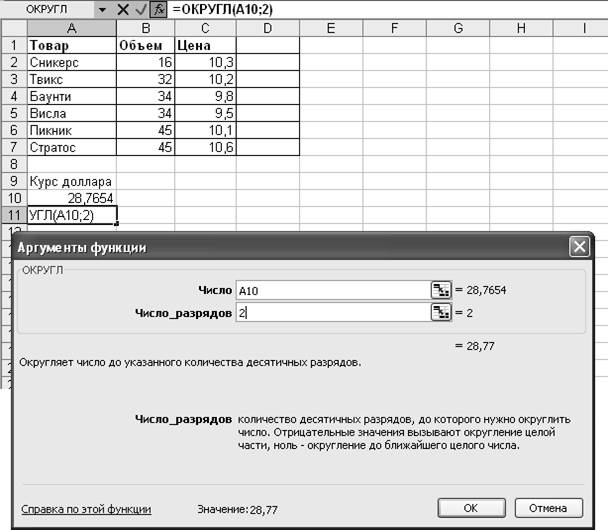 ОКРУГЛ =ОКРУГЛ(A10;2)
A B C D E F G H I
1 Товар Объем Цена
2 Сникерс 16 10,3
3 Твикс 32 10,2
4 Баунти 34 9,8
5 Висла 34 9,5
6 Пикник 45 10,1
7 Стратос 45 10,6
8
9 Курс доллара
10 28,7654
11 УГЛ(A10;2)
Аргументы функции
ОКРУГЛ
Число A10 = 28,7654
Число_разрядов 2 = 2
= 28,77
Округляет число до указанного количества десятичных разрядов.
Число_разрядов количество десятичных разрядов, до которого нужно округлить
число. Отрицательные значения вызывают округление целой
части, ноль - округление до ближайшего целого числа.
Справка по этой функции Значение:28,77 ОК Отмена